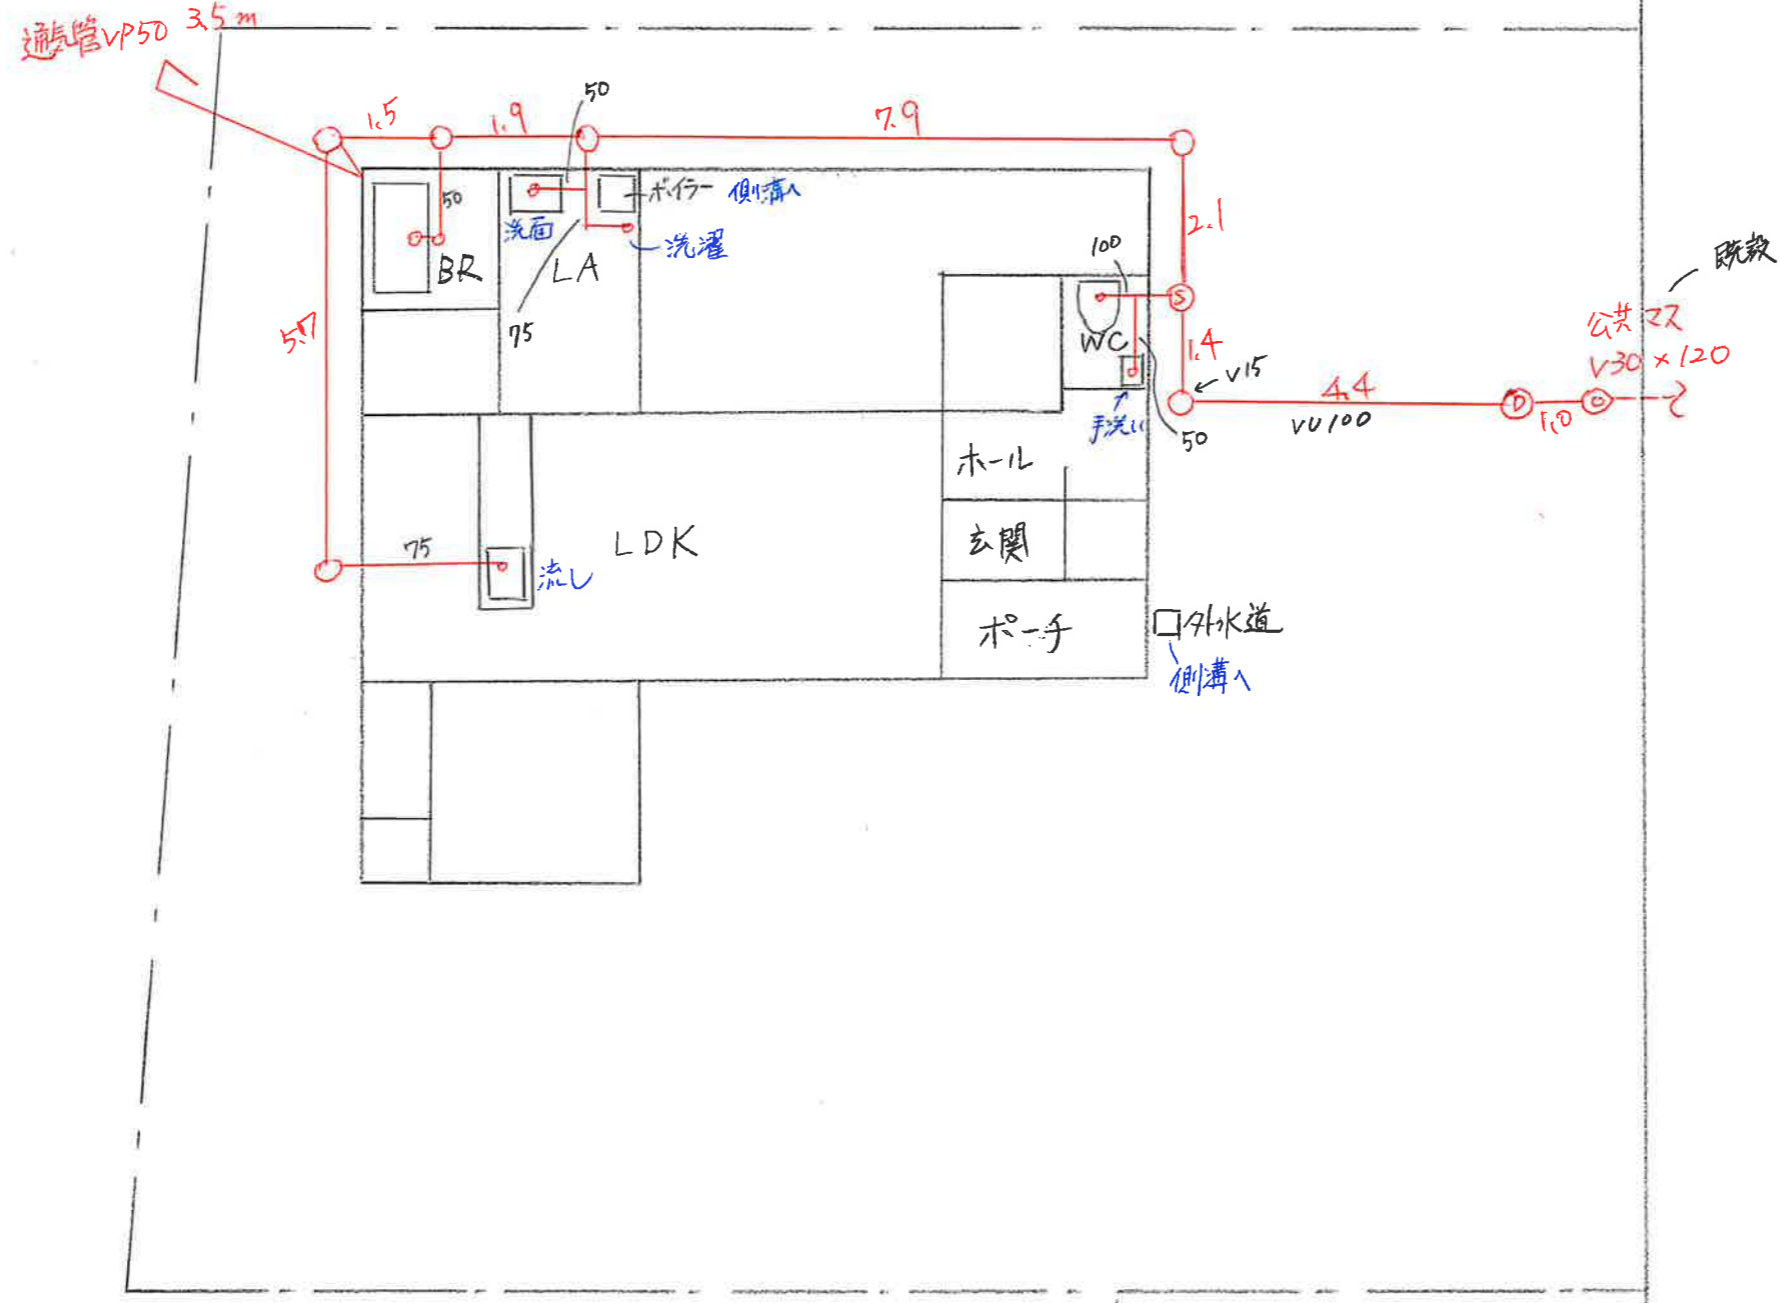 通気管VP50 3.5m
50
1.5
1.9
7.9
ボイラー 側溝へ
50
洗面
洗濯
BR
LA
75
2.1
100
既設
公共マス
V30×120
5.7
WC
1.4
V15
4.4
VU100
D
1.0
S
手洗い
50
ホール
75
流し
LDK
玄関
ポーチ
外水道
側溝へ